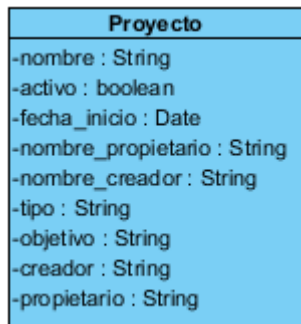 Proyecto
-nombre : String
-activo : boolean
-fecha_inicio : Date
-nombre_propietario : String
-nombre_creador : String
-tipo : String
-objetivo : String
-creador : String
-propietario : String